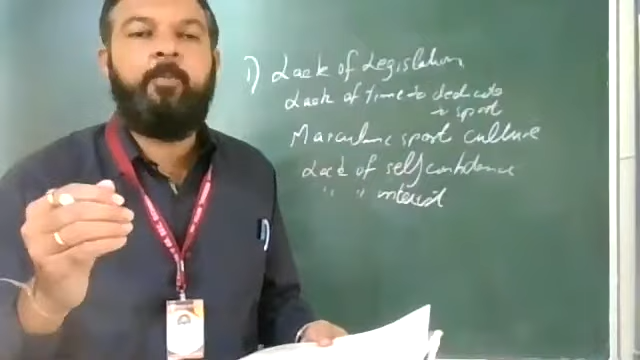 1) Lack of Legislation
Lack of time to dedicate
to sport
Masculine sport culture
Lack of self confidence
" " interest